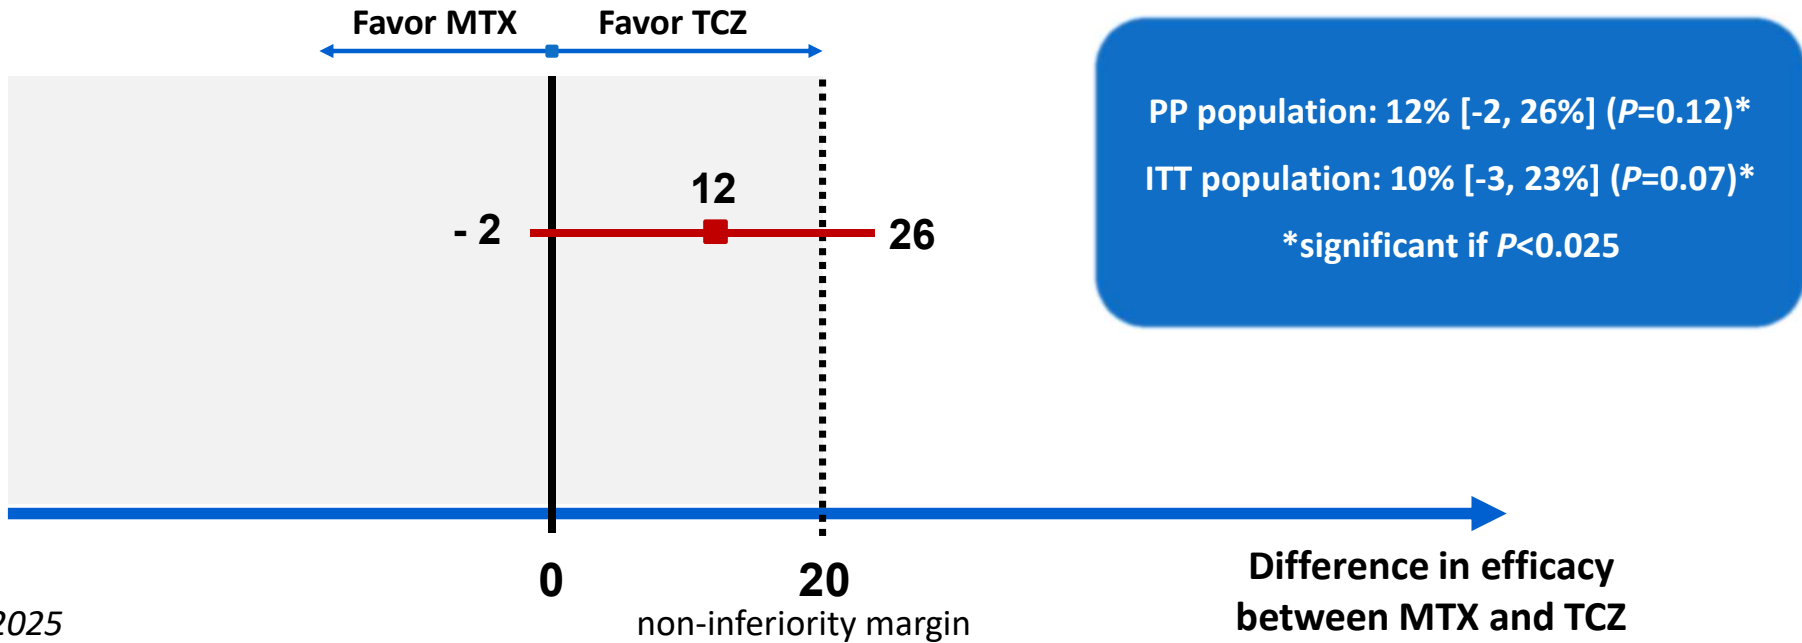 Favor MTX
Favor TCZ
PP population: 12% [-2, 26%] (P=0.12)*
ITT population: 10% [-3, 23%] (P=0.07)*
*significant if P<0.025
12
- 2
26
0
20
non-inferiority margin
Difference in efficacy
between MTX and TCZ
2025